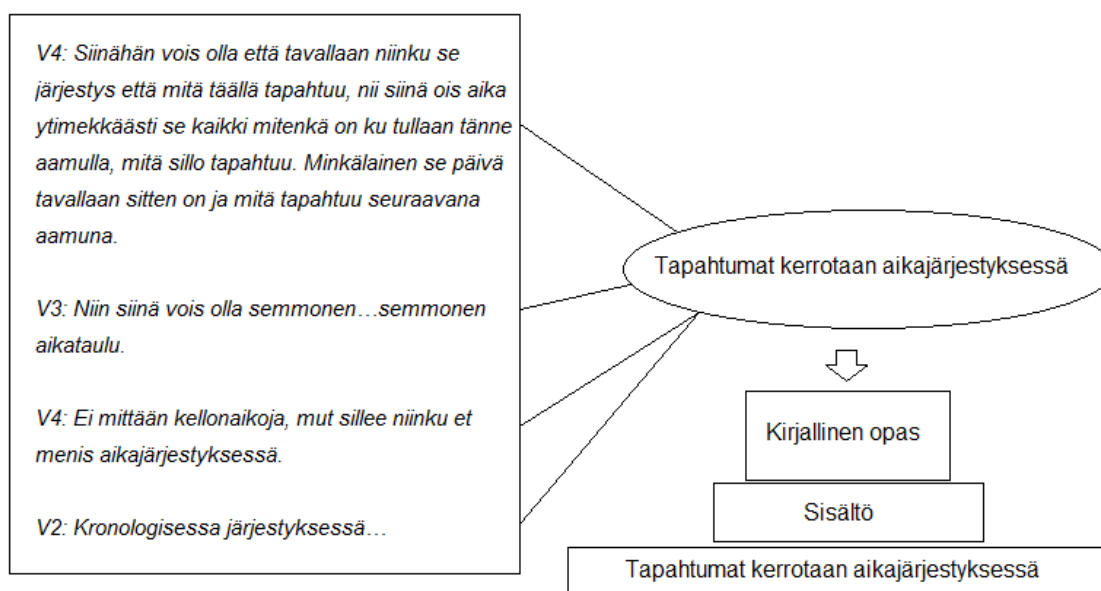 V4: Siinähän vois olla että tavallaan niinku se
järjestys että mitä täällä tapahtuu, nii siinä ois aika
ytimekkäästi se kaikki mitenkä on ku tullaan tänne
aamulla, mitä sillo tapahtuu. Minkälainen se päivä
tavallaan sitten on ja mitä tapahtuu seuraavana
aamuna.
V3: Niin siinä vois olla semmonen…semmonen
aikataulu.
V4: Ei mittään kellonaikoja, mut sillee niinku et
menis aikajärjestyksessä.
V2: Kronologisessa järjestyksessä…
Tapahtumat kerrotaan aikajärjestyksessä
Kirjallinen opas
Sisältö
Tapahtumat kerrotaan aikajärjestyksessä